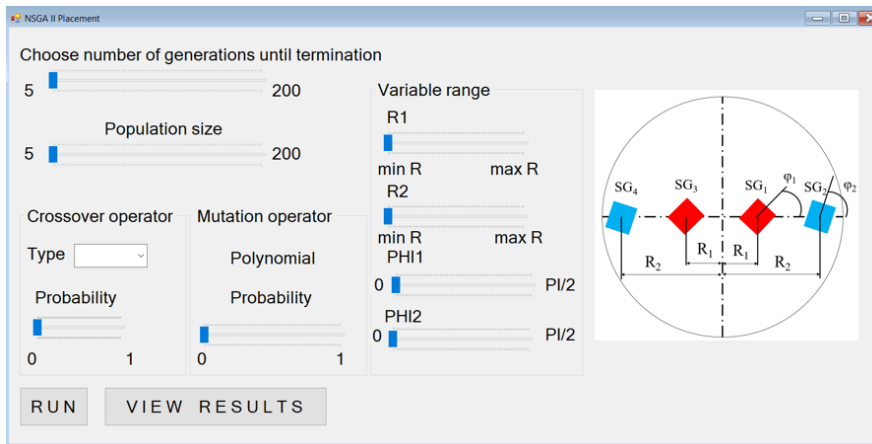 NSGA II Placement
Choose number of generations until termination
5 200
Population size
5 200
Crossover operator
Type
Probability
0 1
Mutation operator
Polynomial
Probability
0 1
Variable range
R1
min R max R
R2
min R max R
PHI1
0 PI/2
PHI2
0 PI/2
SG4 SG3 SG1 φ1 SG2 φ2
R1 R1
R2 R2
RUN VIEW RESULTS